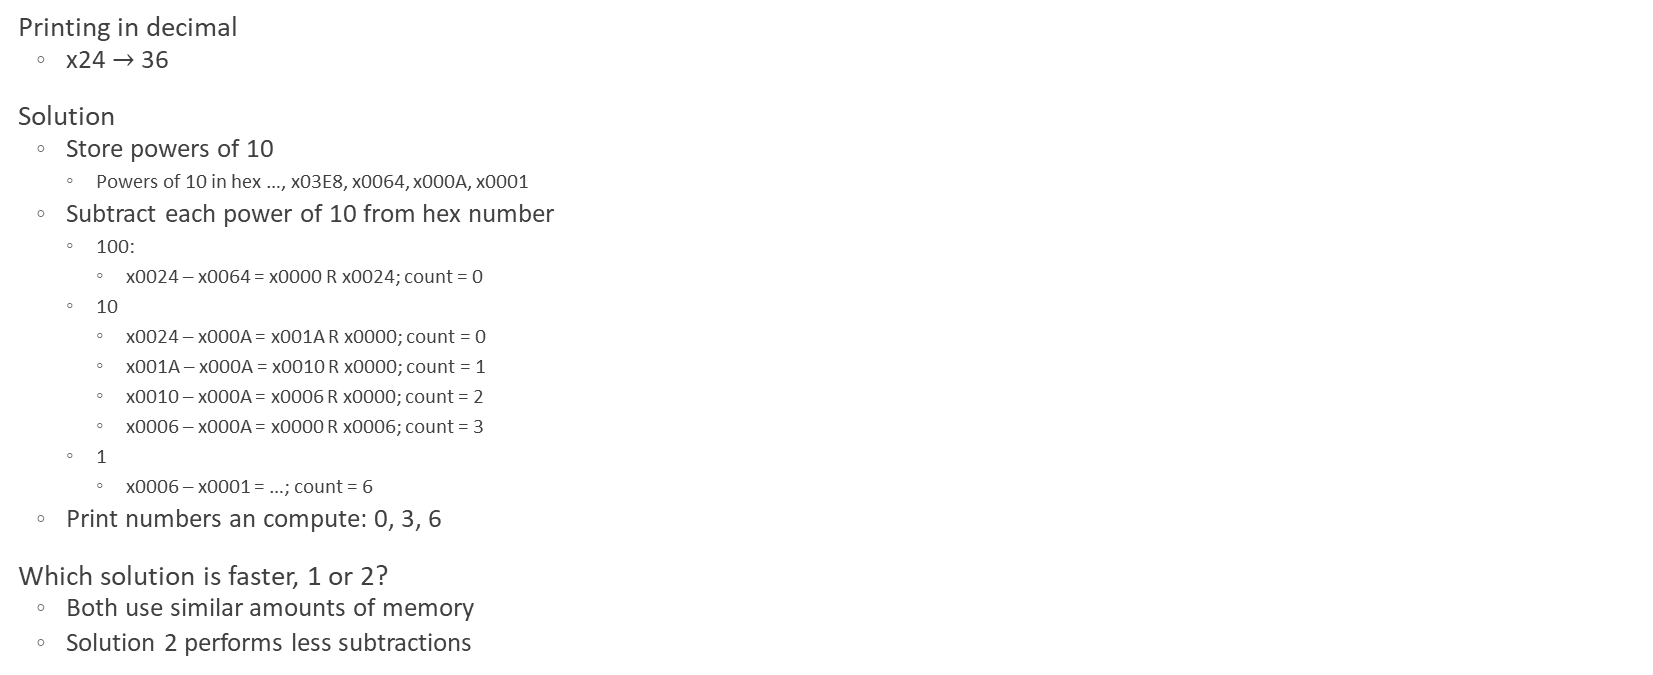 Printing in decimal
◦ x24 → 36
Solution
◦ Store powers of 10
◦ Powers of 10 in hex …, x03E8, x0064, x000A, x0001
◦ Subtract each power of 10 from hex number
◦ 100:
◦ x0024 – x0064 = x0000 R x0024; count = 0
◦ 10
◦ x0024 – x000A = x001A R x0000; count = 0
◦ x001A – x000A = x0010 R x0000; count = 1
◦ x0010 – x000A = x0006 R x0000; count = 2
◦ x0006 – x000A = x0000 R x0006; count = 3
◦ 1
◦ x0006 – x0001 = …; count = 6
◦ Print numbers an compute: 0, 3, 6
Which solution is faster, 1 or 2?
◦ Both use similar amounts of memory
◦ Solution 2 performs less subtractions